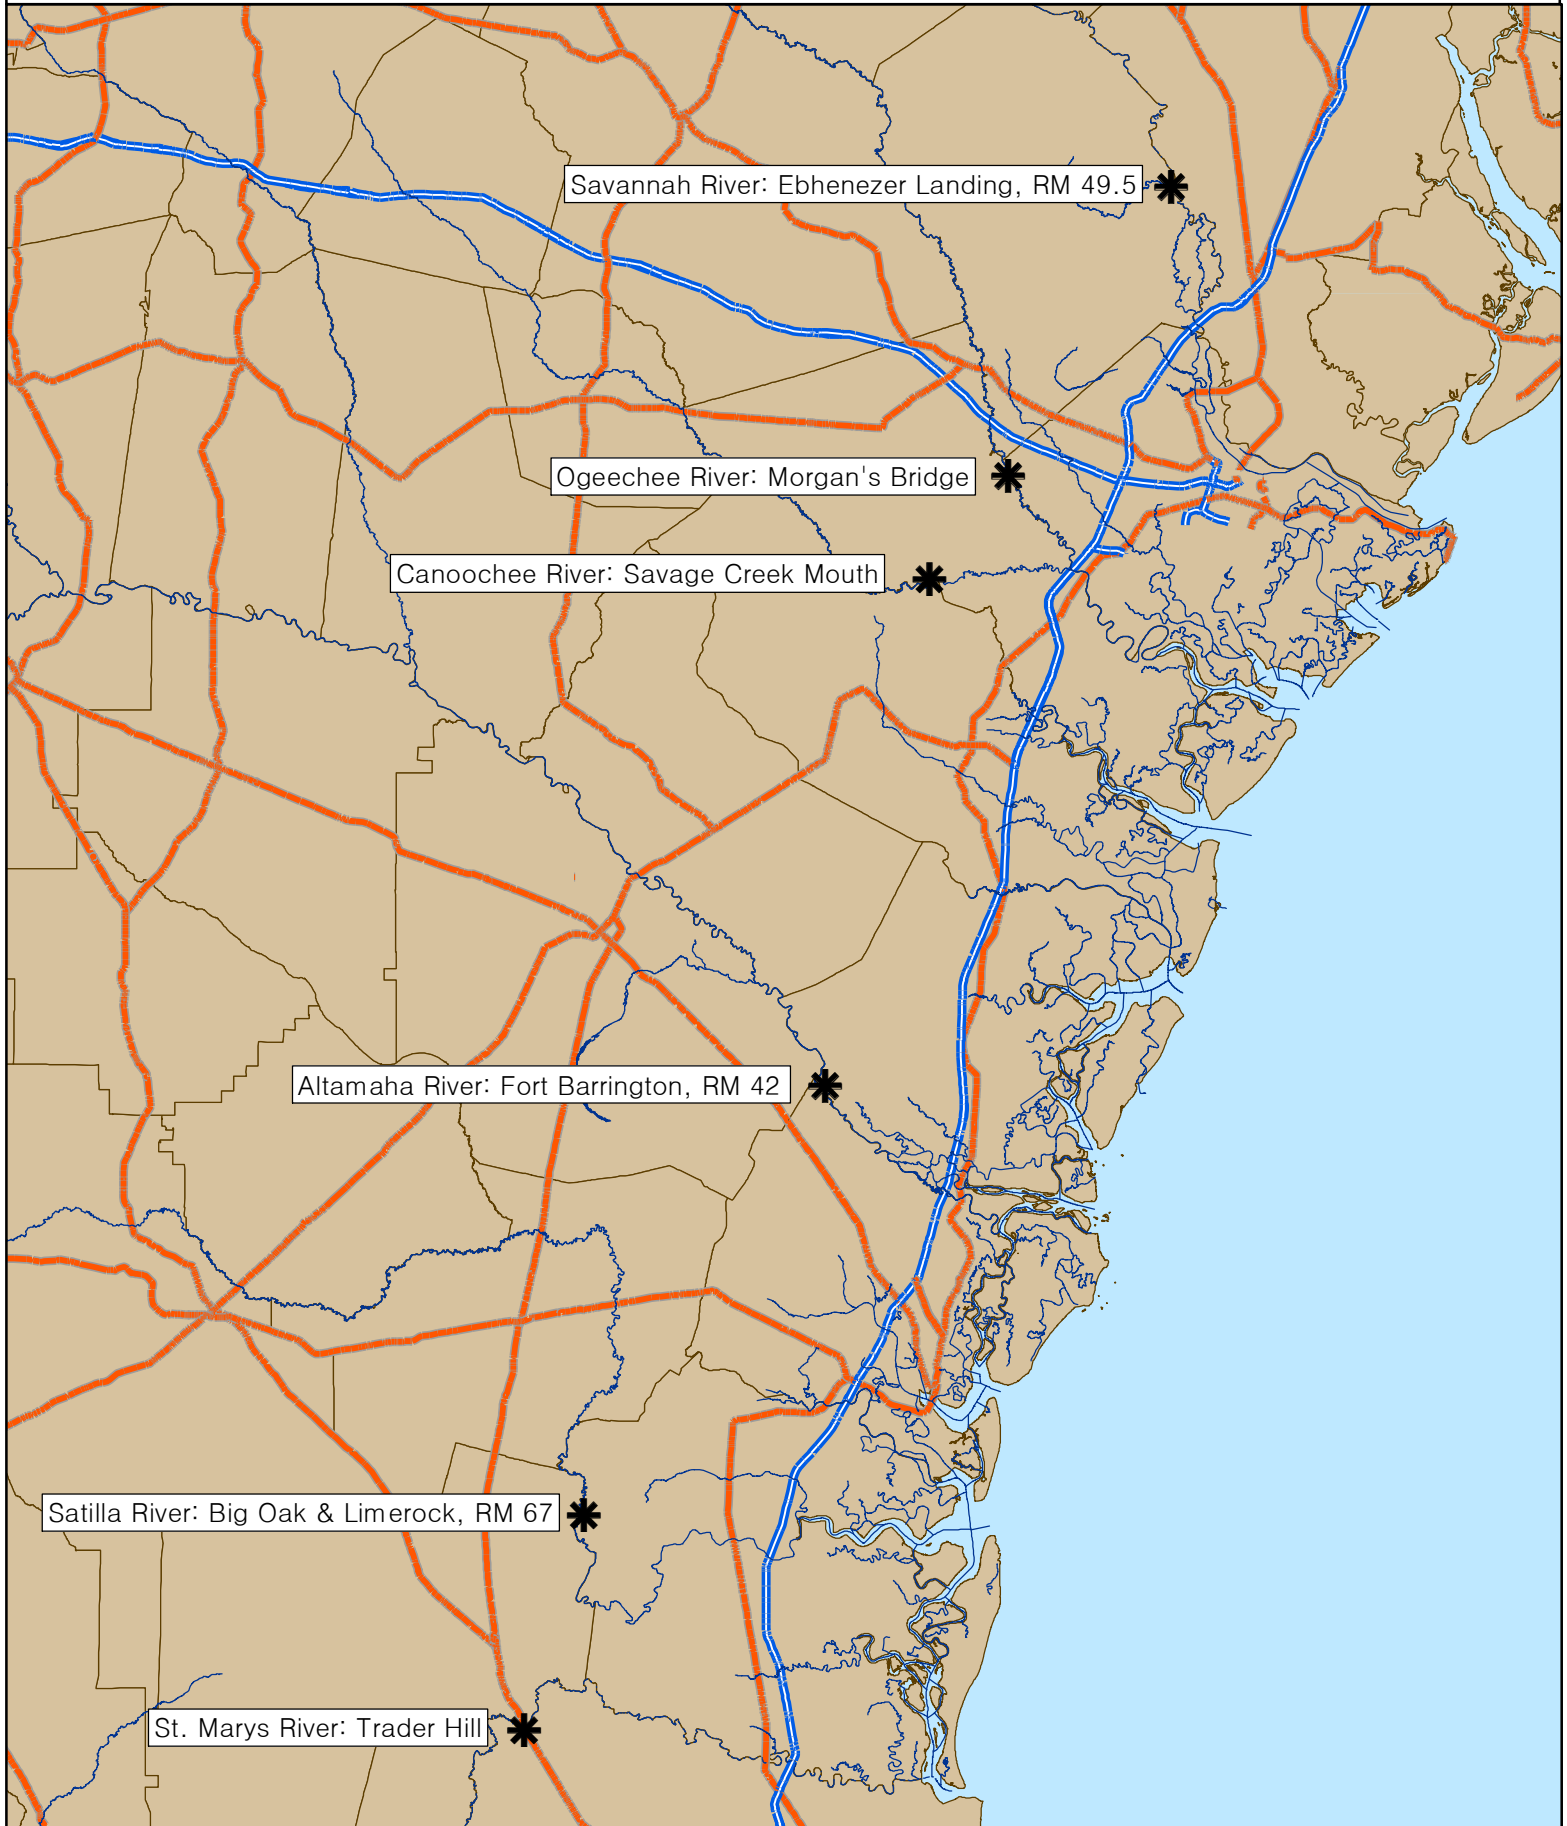 Savannah River: Ebhenezer Landing, RM 49.5
Ogeechee River: Morgan's Bridge
Canoochee River: Savage Creek Mouth
Altamaha River: Fort Barrington, RM 42
Satilla River: Big Oak & Limerock, RM 67
St. Marys River: Trader Hill